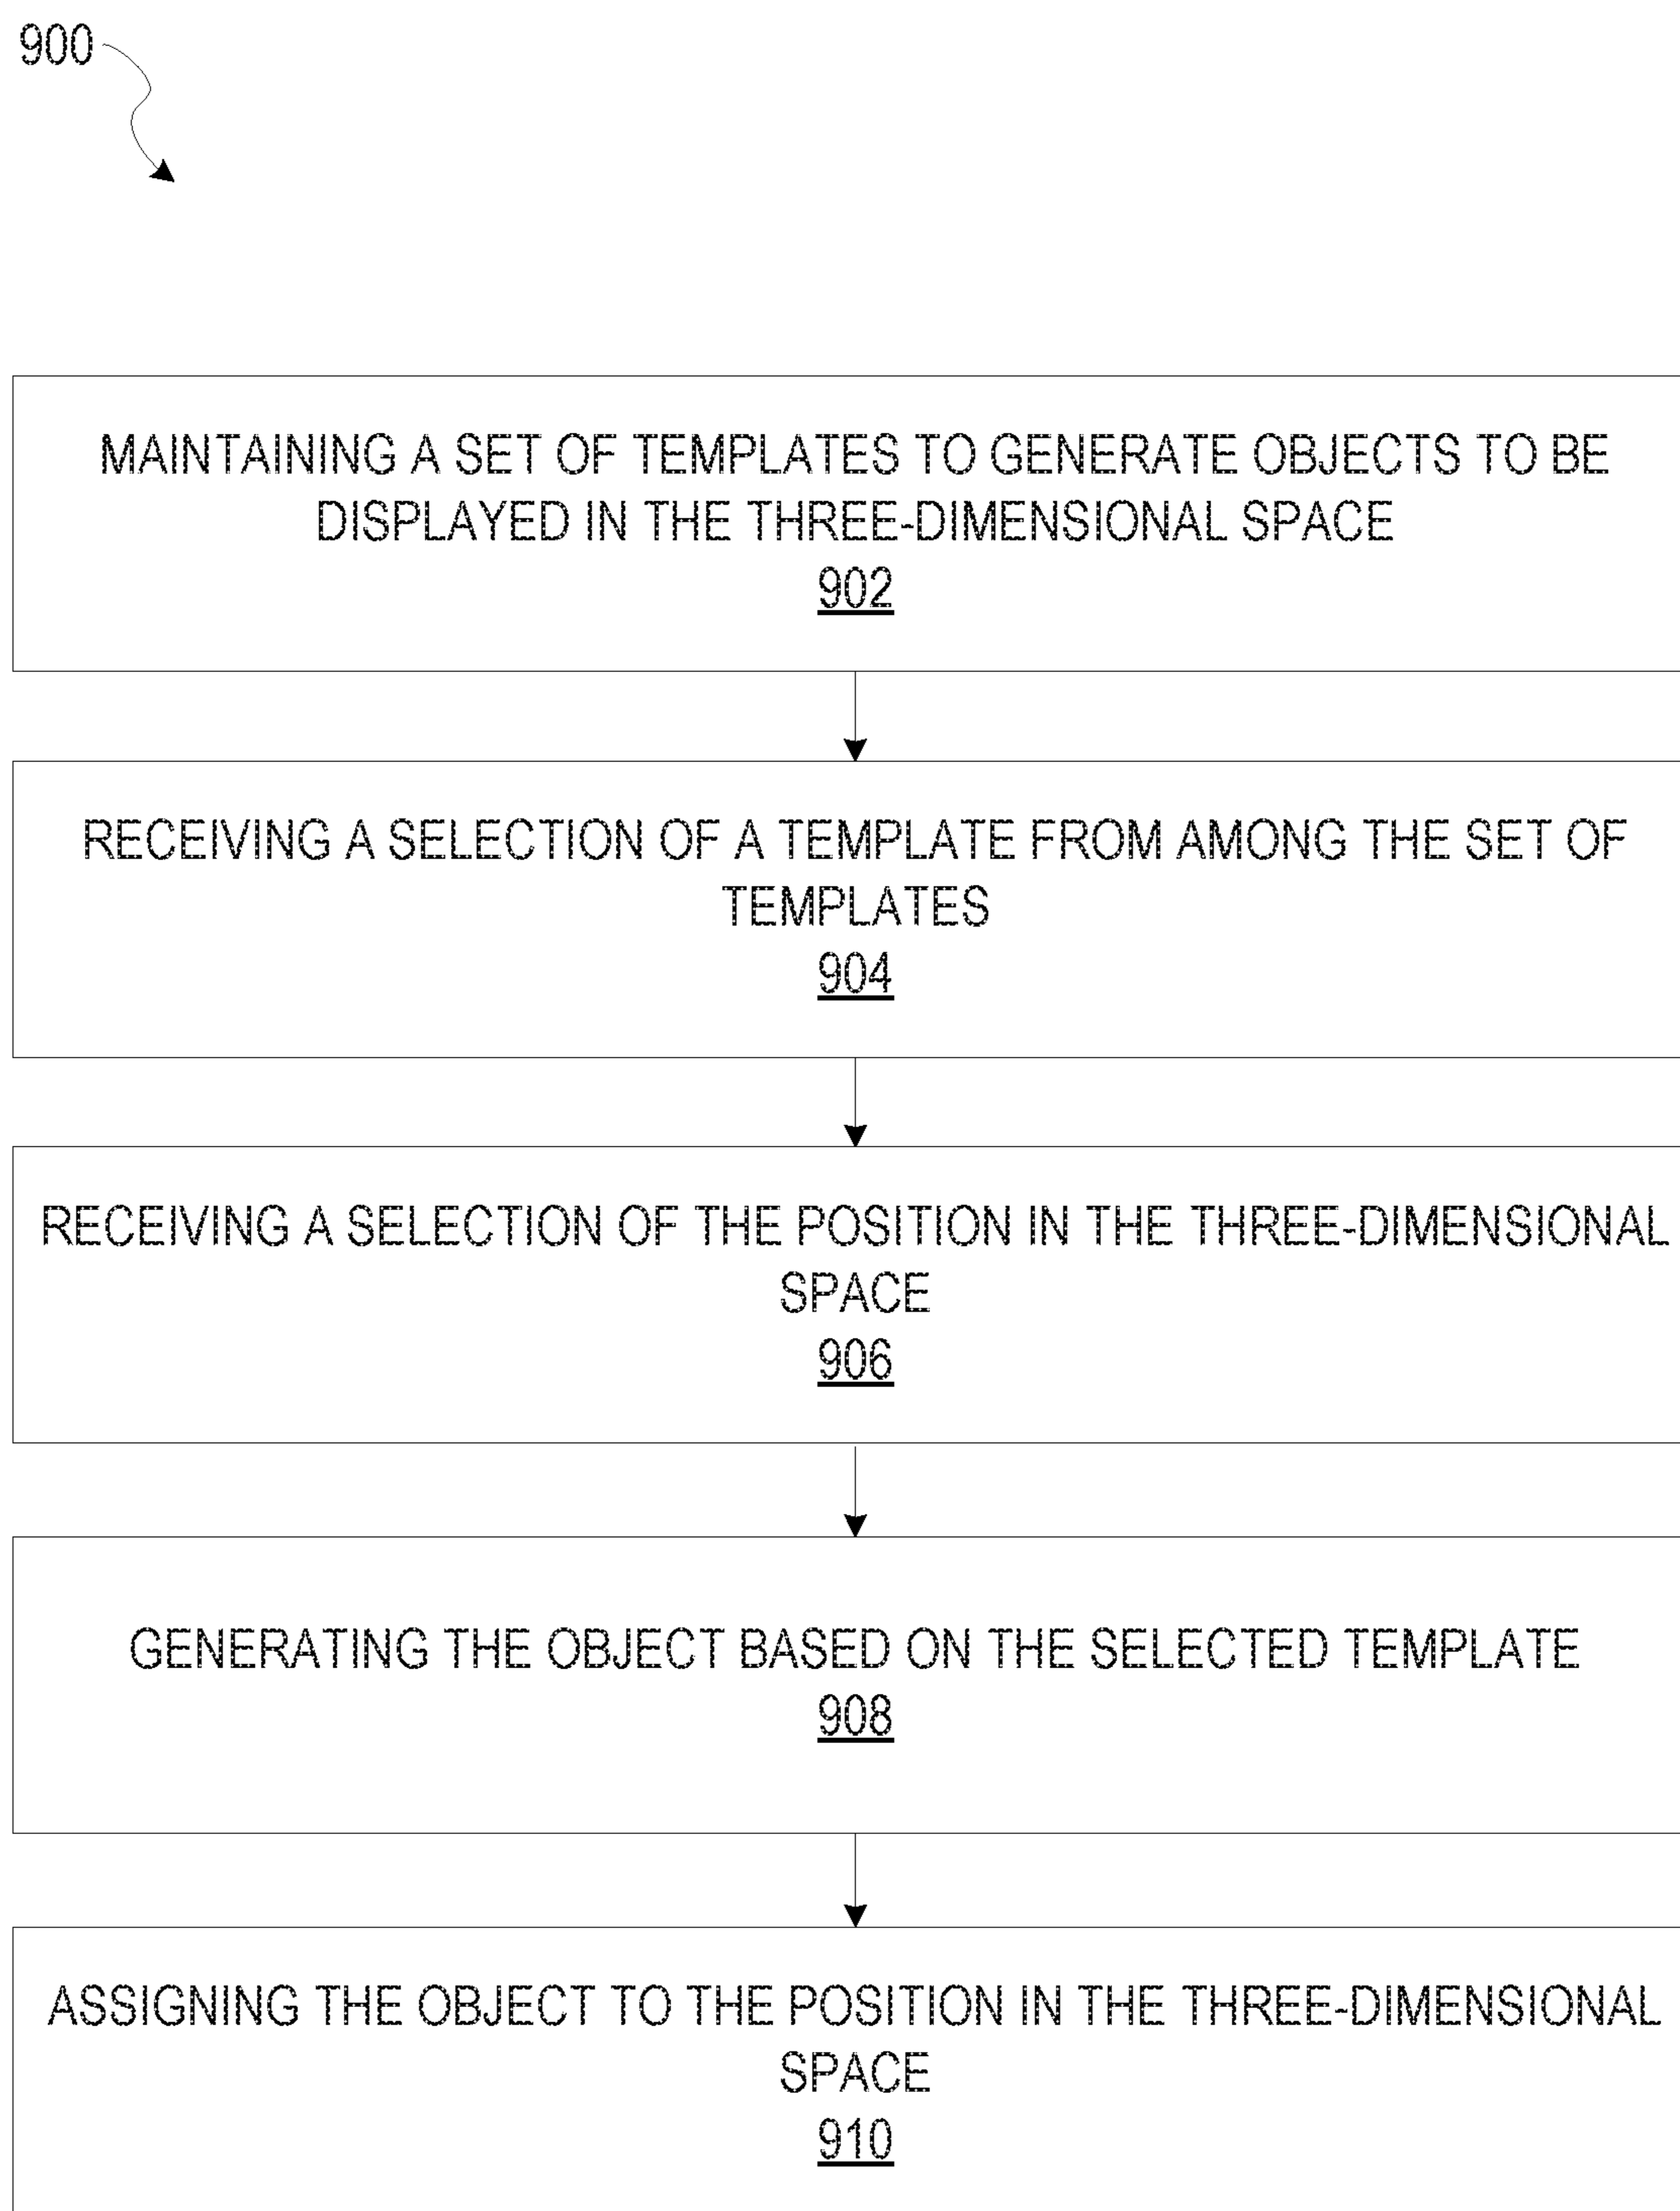 900
MAINTAINING A SET OF TEMPLATES TO GENERATE OBJECTS TO BE
DISPLAYED IN THE THREE-DIMENSIONAL SPACE
902
RECEIVING A SELECTION OF A TEMPLATE FROM AMONG THE SET OF
TEMPLATES
904
RECEIVING A SELECTION OF THE POSITION IN THE THREE-DIMENSIONAL
SPACE
906
GENERATING THE OBJECT BASED ON THE SELECTED TEMPLATE
908
ASSIGNING THE OBJECT TO THE POSITION IN THE THREE-DIMENSIONAL
SPACE
910